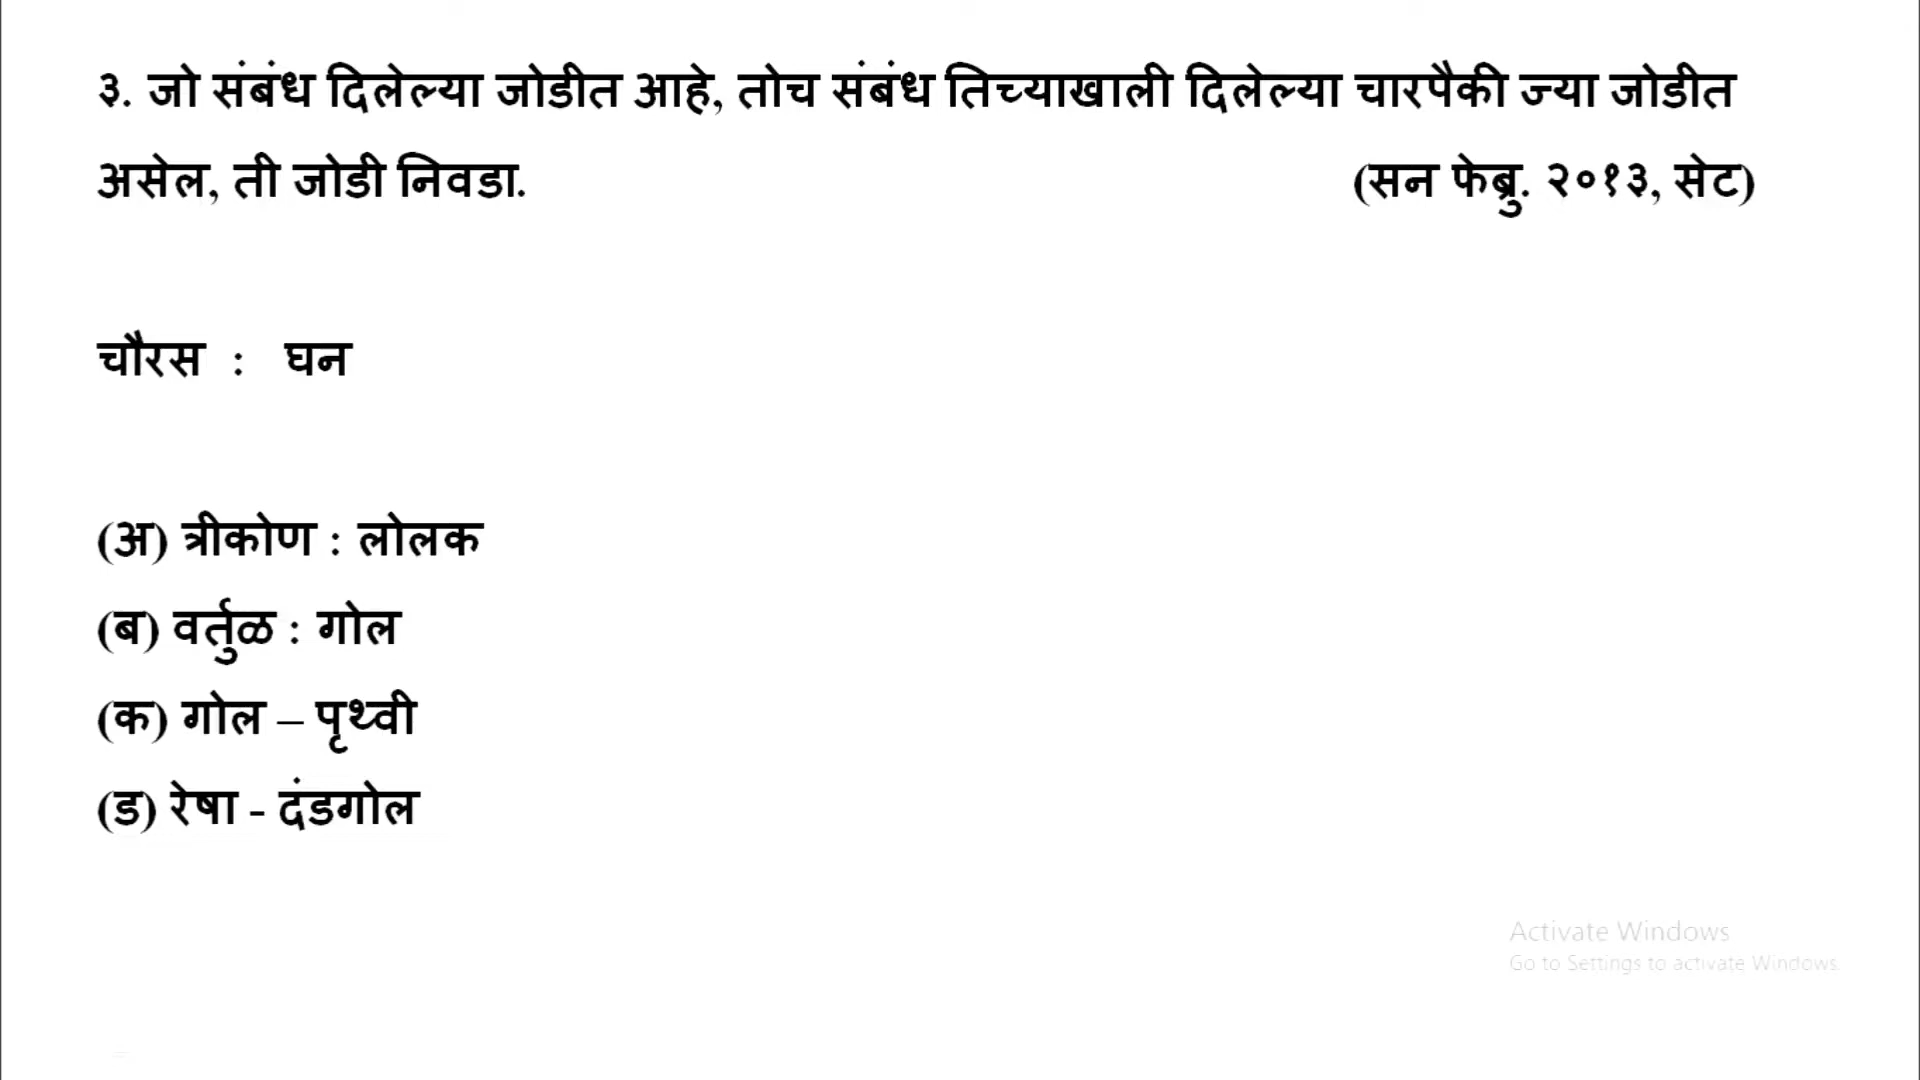 ३. जो संबंध दिलेल्या जोडीत आहे, तोच संबंध तिच्याखाली दिलेल्या चारपैकी ज्या जोडीत
असेल, ती जोडी निवडा. (सन फेब्रु. २०१३, सेट)
चौरस : घन
(अ) त्रीकोण : लोलक
(ब) वर्तुळ : गोल
(क) गोल – पृथ्वी
(ड) रेषा - दंडगोल
Activate Windows
Go to Settings to activate Windows.